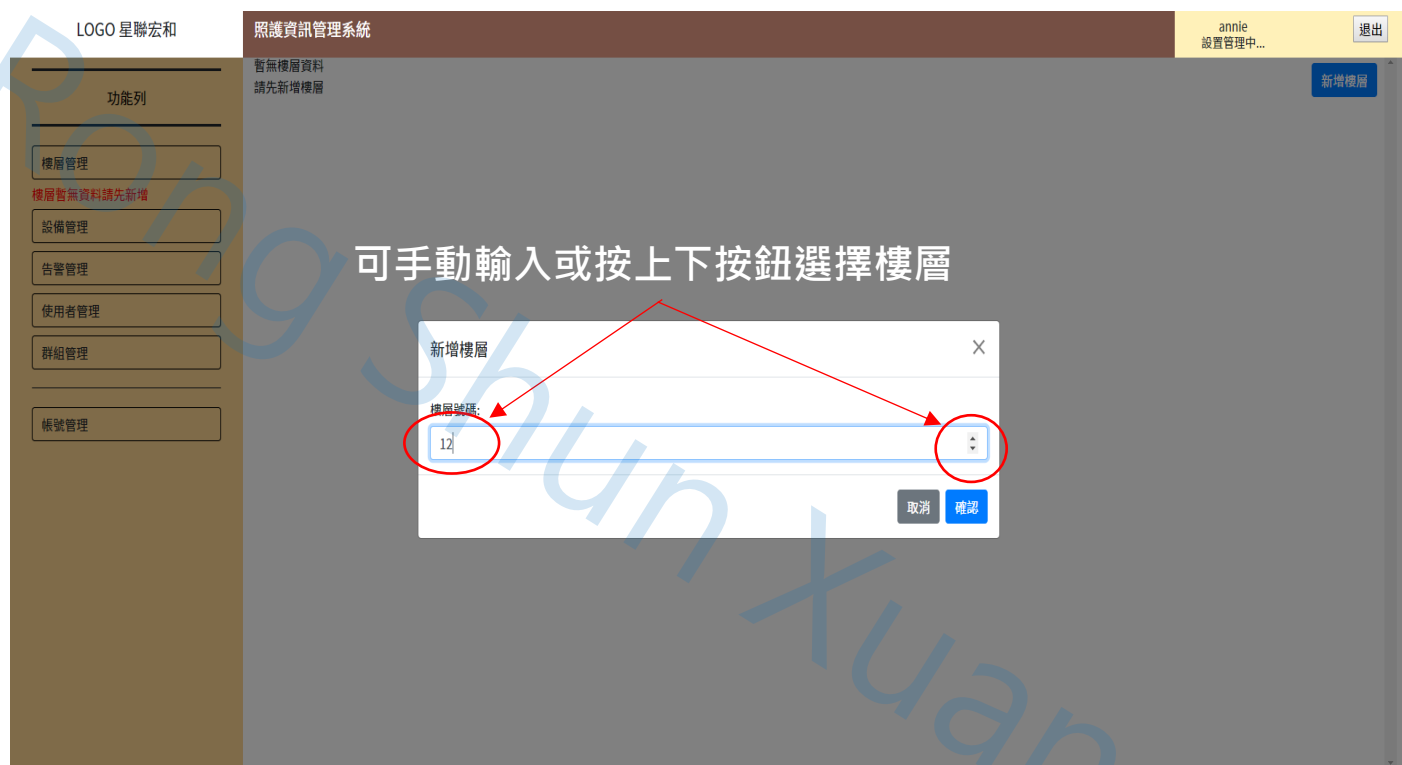 LOGO 星聯宏和
照護資訊管理系統
annie
設置管理中...
退出
功能列
樓層管理
樓層暫無資料請先新增
設備管理
告警管理
使用者管理
群組管理
帳號管理
暫無樓層資料
請先新增樓層
新增樓層
可手動輸入或按上下按鈕選擇樓層
新增樓層
X
樓層號碼:
12
取消
確認
Rong Shun Xuan